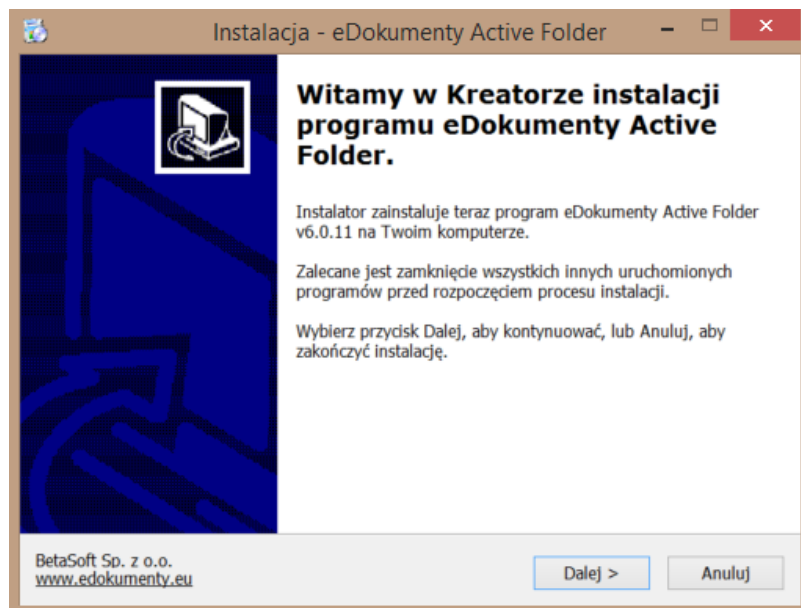 Instalacja - eDokumenty Active Folder
Witamy w Kreatorze instalacji
programu eDokumenty Active
Folder.
Instalator zainstaluje teraz program eDokumenty Active Folder
v6.0.11 na Twoim komputerze.
Zalecane jest zamknięcie wszystkich innych uruchomionych
programów przed rozpoczęciem procesu instalacji.
Wybierz przycisk Dalej, aby kontynuować, lub Anuluj, aby
zakończyć instalację.
BetaSoft Sp. z o.o.
www.edokumenty.eu
Dalej >
Anuluj